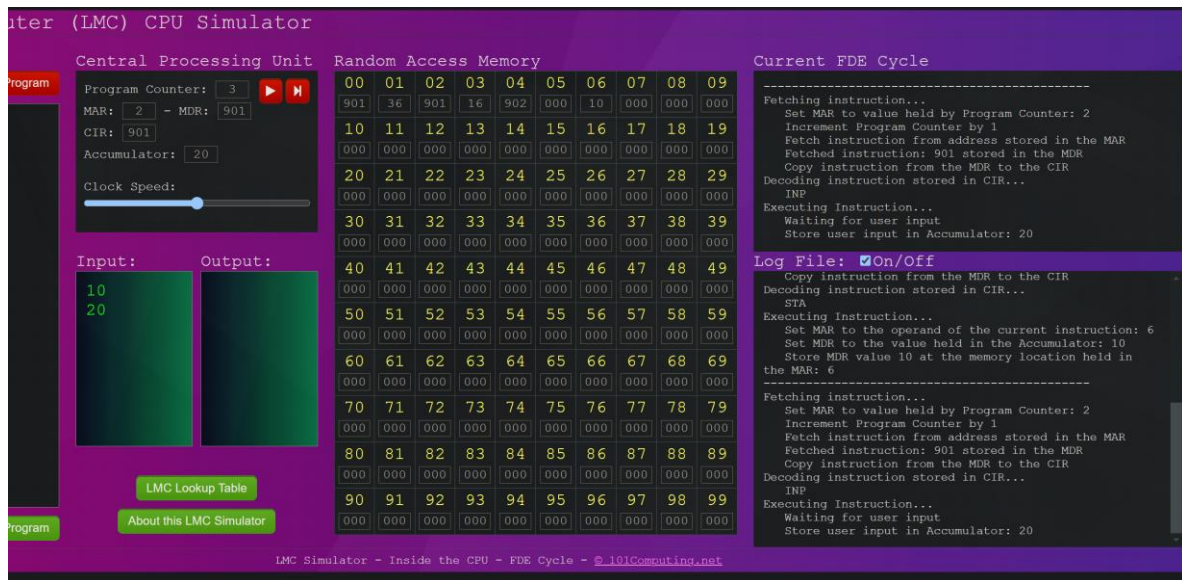 uter (LMC) CPU Simulator
Program
Central Processing Unit
Program Counter: 3
MAR: 2 - MDR: 901
CIR: 901
Accumulator: 20
Clock Speed:
Input: Output:
10
20
LMC Lookup Table
About this LMC Simulator
Program
Random Access Memory
00 01 02 03 04 05 06 07 08 09
901 36 901 16 902 000 10 000 000 000
10 11 12 13 14 15 16 17 18 19
000 000 000 000 000 000 000 000 000 000
20 21 22 23 24 25 26 27 28 29
000 000 000 000 000 000 000 000 000 000
30 31 32 33 34 35 36 37 38 39
000 000 000 000 000 000 000 000 000 000
40 41 42 43 44 45 46 47 48 49
000 000 000 000 000 000 000 000 000 000
50 51 52 53 54 55 56 57 58 59
000 000 000 000 000 000 000 000 000 000
60 61 62 63 64 65 66 67 68 69
000 000 000 000 000 000 000 000 000 000
70 71 72 73 74 75 76 77 78 79
000 000 000 000 000 000 000 000 000 000
80 81 82 83 84 85 86 87 88 89
000 000 000 000 000 000 000 000 000 000
90 91 92 93 94 95 96 97 98 99
000 000 000 000 000 000 000 000 000 000
Current FDE Cycle
-------------------------------------------------
Fetching instruction...
Set MAR to value held by Program Counter: 2
Increment Program Counter by 1
Fetch instruction from address stored in the MAR
Fetched instruction: 901 stored in the MDR
Copy instruction from the MDR to the CIR
Decoding instruction stored in CIR...
INP
Executing Instruction...
Waiting for user input
Store user input in Accumulator: 20
Log File: On/Off
Copy instruction from the MDR to the CIR
Decoding instruction stored in CIR...
STA
Executing Instruction...
Set MAR to the operand of the current instruction: 6
Set MDR to the value held in the Accumulator: 10
Store MDR value 10 at the memory location held in
the MAR: 6
-------------------------------------------------
Fetching instruction...
Set MAR to value held by Program Counter: 2
Increment Program Counter by 1
Fetch instruction from address stored in the MAR
Fetched instruction: 901 stored in the MDR
Copy instruction from the MDR to the CIR
Decoding instruction stored in CIR...
INP
Executing Instruction...
Waiting for user input
Store user input in Accumulator: 20
LMC Simulator - Inside the CPU - FDE Cycle - © 101Computing.net